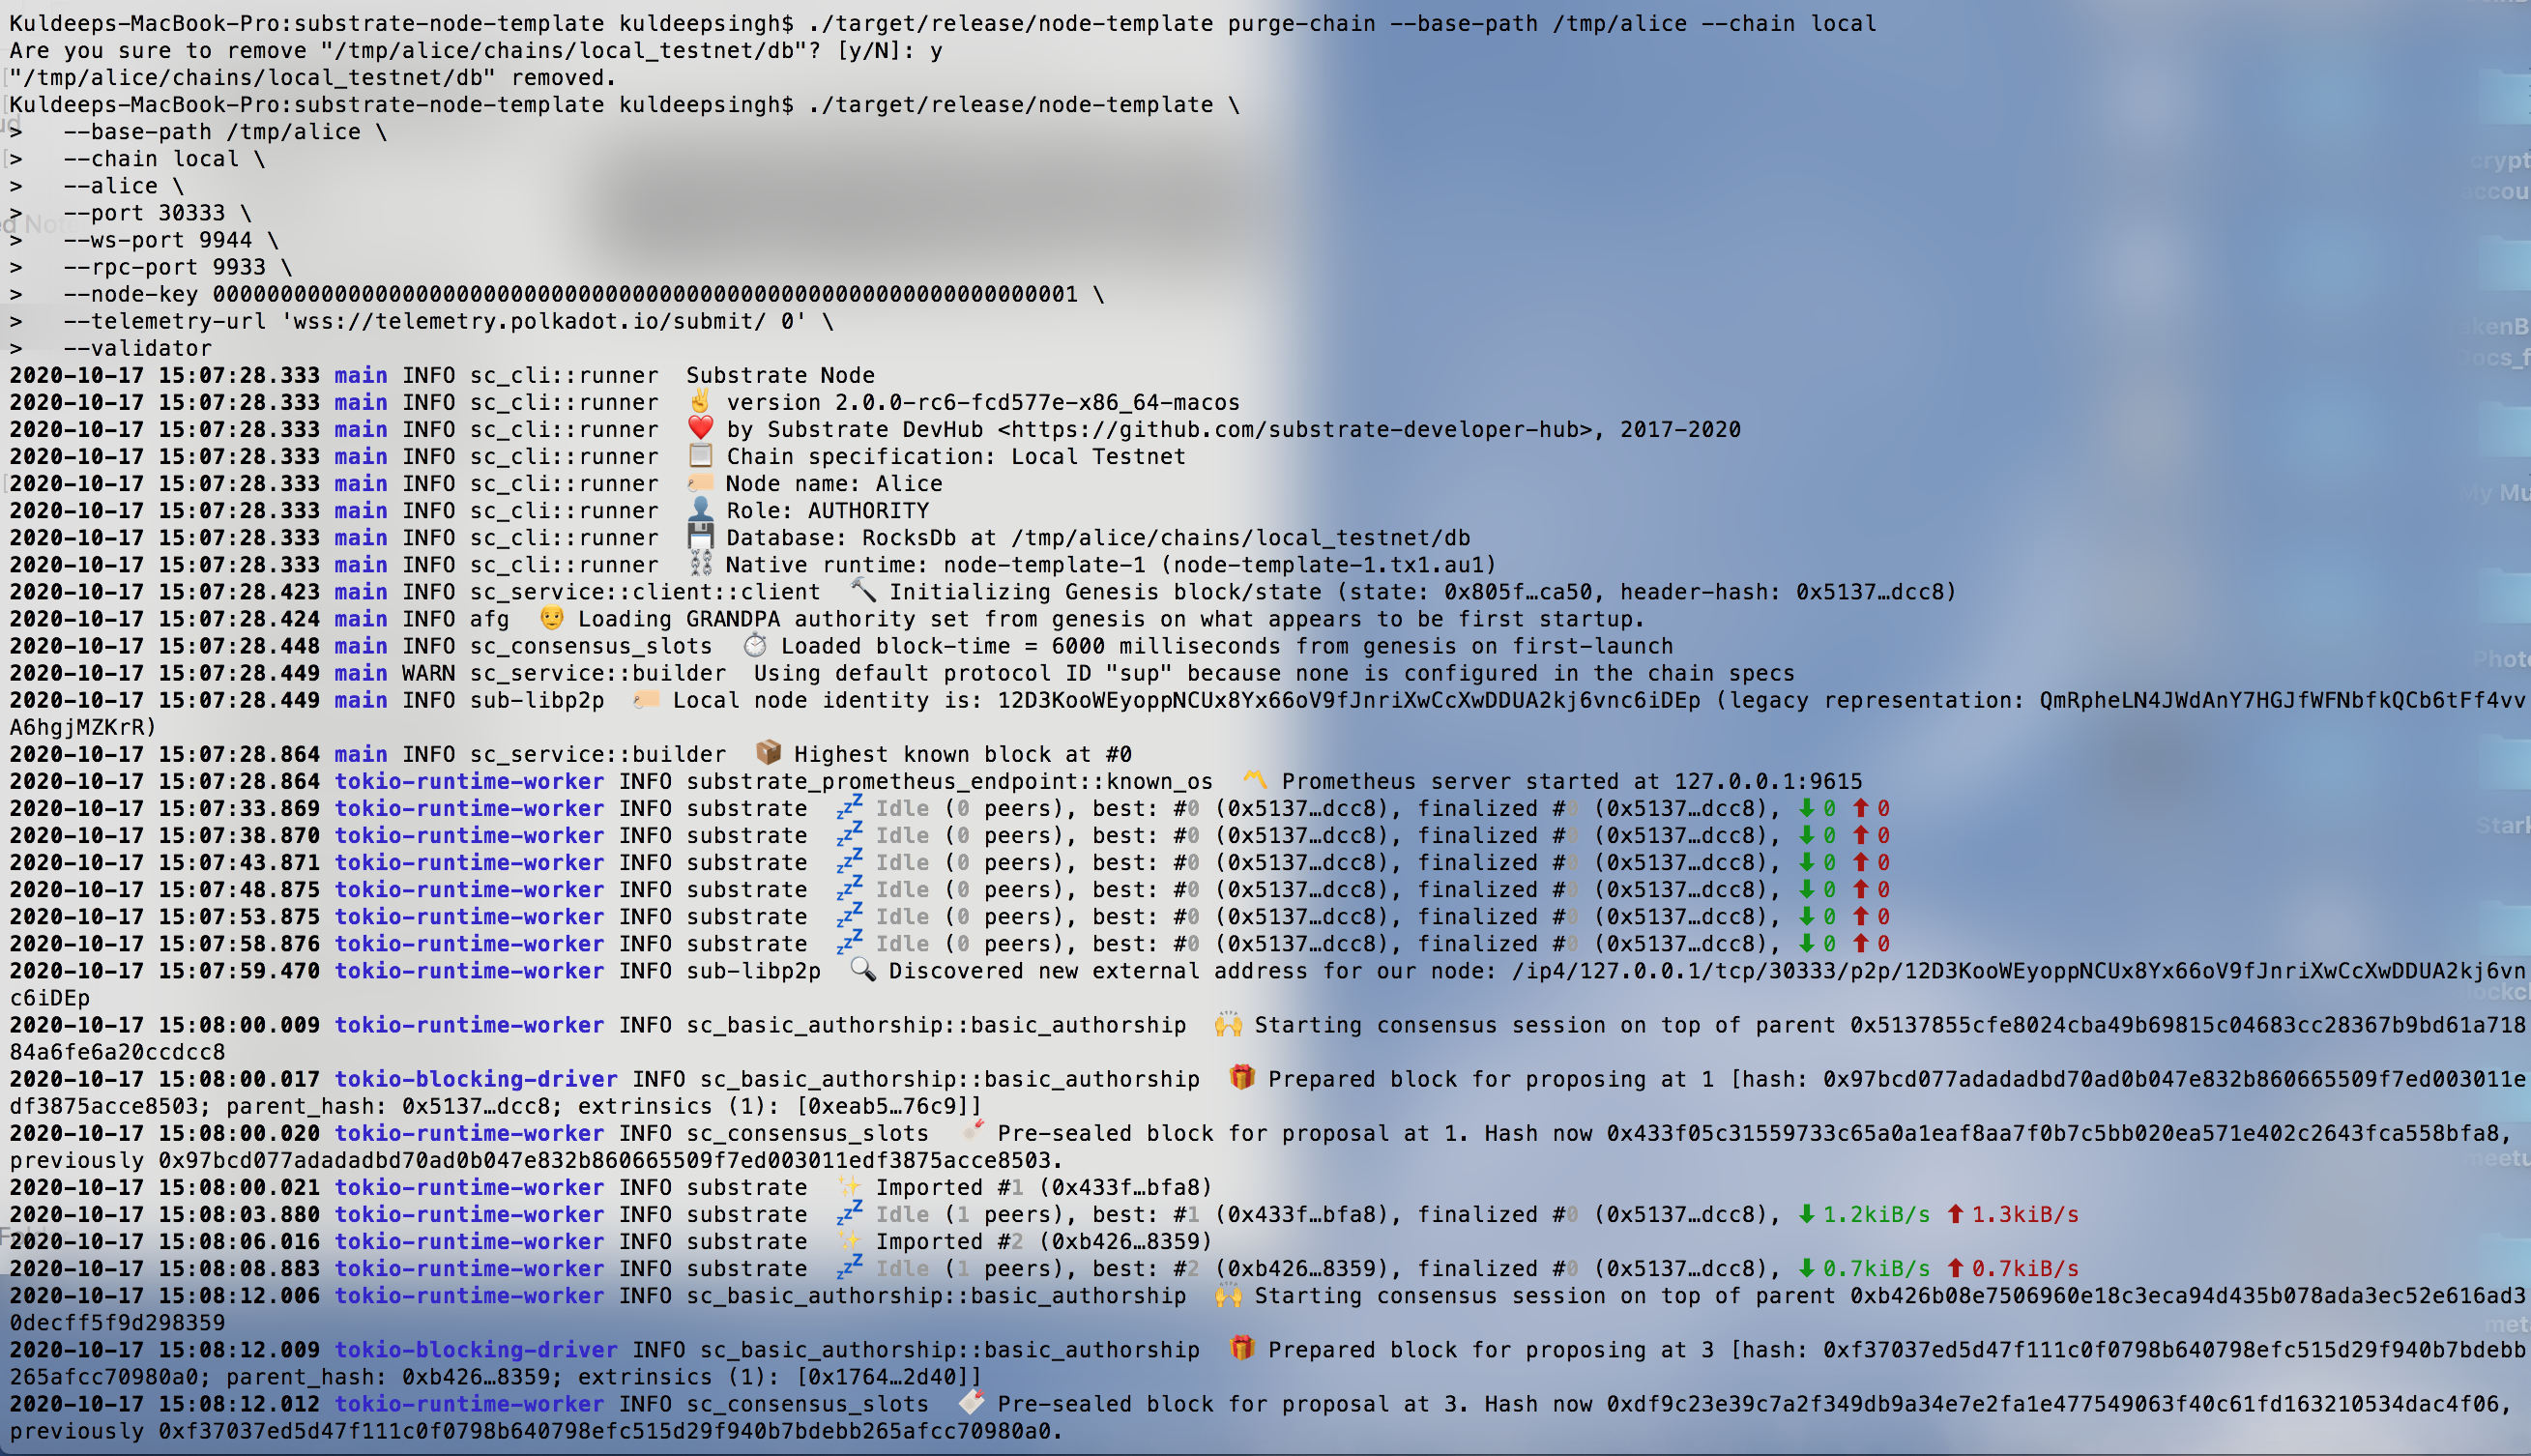 Kuldeeps-MacBook-Pro:substrate-node-template kuldeepsingh$ ./target/release/node-template purge-chain --base-path /tmp/alice --chain local
Are you sure to remove "/tmp/alice/chains/local_testnet/db"? [y/N]: y
"/tmp/alice/chains/local_testnet/db" removed.
Kuldeeps-MacBook-Pro:substrate-node-template kuldeepsingh$ ./target/release/node-template \
>   --base-path /tmp/alice \
>   --chain local \
>   --alice \
>   --port 30333 \
>   --ws-port 9944 \
>   --rpc-port 9933 \
>   --node-key 0000000000000000000000000000000000000000000000000000000000000001 \
>   --telemetry-url 'wss://telemetry.polkadot.io/submit/ 0' \
>   --validator
2020-10-17 15:07:28.333 main INFO sc_cli::runner  Substrate Node
2020-10-17 15:07:28.333 main INFO sc_cli::runner  ✌️ version 2.0.0-rc6-fcd577e-x86_64-macos
2020-10-17 15:07:28.333 main INFO sc_cli::runner  ❤️ by Substrate DevHub <https://github.com/substrate-developer-hub>, 2017-2020
2020-10-17 15:07:28.333 main INFO sc_cli::runner  📋 Chain specification: Local Testnet
2020-10-17 15:07:28.333 main INFO sc_cli::runner  🏷 Node name: Alice
2020-10-17 15:07:28.333 main INFO sc_cli::runner  👤 Role: AUTHORITY
2020-10-17 15:07:28.333 main INFO sc_cli::runner  💾 Database: RocksDb at /tmp/alice/chains/local_testnet/db
2020-10-17 15:07:28.333 main INFO sc_cli::runner  ⛓ Native runtime: node-template-1 (node-template-1.tx1.au1)
2020-10-17 15:07:28.423 main INFO sc_service::client::client  🔨 Initializing Genesis block/state (state: 0x805f…ca50, header-hash: 0x5137…dcc8)
2020-10-17 15:07:28.424 main INFO afg  👴 Loading GRANDPA authority set from genesis on what appears to be first startup.
2020-10-17 15:07:28.448 main INFO sc_consensus_slots  ⏱ Loaded block-time = 6000 milliseconds from genesis on first-launch
2020-10-17 15:07:28.449 main WARN sc_service::builder  Using default protocol ID "sup" because none is configured in the chain specs
2020-10-17 15:07:28.449 main INFO sub-libp2p  🏷 Local node identity is: 12D3KooWEyoppNCUx8Yx66oV9fJnriXwCcXwDDUA2kj6vnc6iDEp (legacy representation: QmRpheLN4JWdAnY7HGJfWFNbfkQCb6tFf4vv
A6hgjMZKrR)
2020-10-17 15:07:28.864 main INFO sc_service::builder  📦 Highest known block at #0
2020-10-17 15:07:28.864 tokio-runtime-worker INFO substrate_prometheus_endpoint::known_os  〽️ Prometheus server started at 127.0.0.1:9615
2020-10-17 15:07:33.869 tokio-runtime-worker INFO substrate  💤 Idle (0 peers), best: #0 (0x5137…dcc8), finalized #0 (0x5137…dcc8), ⬇ 0 ⬆ 0
2020-10-17 15:07:38.870 tokio-runtime-worker INFO substrate  💤 Idle (0 peers), best: #0 (0x5137…dcc8), finalized #0 (0x5137…dcc8), ⬇ 0 ⬆ 0
2020-10-17 15:07:43.871 tokio-runtime-worker INFO substrate  💤 Idle (0 peers), best: #0 (0x5137…dcc8), finalized #0 (0x5137…dcc8), ⬇ 0 ⬆ 0
2020-10-17 15:07:48.875 tokio-runtime-worker INFO substrate  💤 Idle (0 peers), best: #0 (0x5137…dcc8), finalized #0 (0x5137…dcc8), ⬇ 0 ⬆ 0
2020-10-17 15:07:53.875 tokio-runtime-worker INFO substrate  💤 Idle (0 peers), best: #0 (0x5137…dcc8), finalized #0 (0x5137…dcc8), ⬇ 0 ⬆ 0
2020-10-17 15:07:58.876 tokio-runtime-worker INFO substrate  💤 Idle (0 peers), best: #0 (0x5137…dcc8), finalized #0 (0x5137…dcc8), ⬇ 0 ⬆ 0
2020-10-17 15:07:59.470 tokio-runtime-worker INFO sub-libp2p  🔍 Discovered new external address for our node: /ip4/127.0.0.1/tcp/30333/p2p/12D3KooWEyoppNCUx8Yx66oV9fJnriXwCcXwDDUA2kj6vn
c6iDEp
2020-10-17 15:08:00.009 tokio-runtime-worker INFO sc_basic_authorship::basic_authorship  🙌 Starting consensus session on top of parent 0x5137855cfe8024cba49b69815c04683cc28367b9bd61a718
84a6fe6a20ccdcc8
2020-10-17 15:08:00.017 tokio-blocking-driver INFO sc_basic_authorship::basic_authorship  🎁 Prepared block for proposing at 1 [hash: 0x97bcd077adadadbd70ad0b047e832b860665509f7ed003011e
df3875acce8503; parent_hash: 0x5137…dcc8; extrinsics (1): [0xeab5…76c9]]
2020-10-17 15:08:00.020 tokio-runtime-worker INFO sc_consensus_slots  🔖 Pre-sealed block for proposal at 1. Hash now 0x433f05c31559733c65a0a1eaf8aa7f0b7c5bb020ea571e402c2643fca558bfa8,
previously 0x97bcd077adadadbd70ad0b047e832b860665509f7ed003011edf3875acce8503.
2020-10-17 15:08:00.021 tokio-runtime-worker INFO substrate  ✨ Imported #1 (0x433f…bfa8)
2020-10-17 15:08:03.880 tokio-runtime-worker INFO substrate  💤 Idle (1 peers), best: #1 (0x433f…bfa8), finalized #0 (0x5137…dcc8), ⬇ 1.2kiB/s ⬆ 1.3kiB/s
2020-10-17 15:08:06.016 tokio-runtime-worker INFO substrate  ✨ Imported #2 (0xb426…8359)
2020-10-17 15:08:08.883 tokio-runtime-worker INFO substrate  💤 Idle (1 peers), best: #2 (0xb426…8359), finalized #0 (0x5137…dcc8), ⬇ 0.7kiB/s ⬆ 0.7kiB/s
2020-10-17 15:08:12.006 tokio-runtime-worker INFO sc_basic_authorship::basic_authorship  🙌 Starting consensus session on top of parent 0xb426b08e7506960e18c3eca94d435b078ada3ec52e616ad3
0decff5f9d298359
2020-10-17 15:08:12.009 tokio-blocking-driver INFO sc_basic_authorship::basic_authorship  🎁 Prepared block for proposing at 3 [hash: 0xf37037ed5d47f111c0f0798b640798efc515d29f940b7bdebb
265afcc70980a0; parent_hash: 0xb426…8359; extrinsics (1): [0x1764…2d40]]
2020-10-17 15:08:12.012 tokio-runtime-worker INFO sc_consensus_slots  🔖 Pre-sealed block for proposal at 3. Hash now 0xdf9c23e39c7a2f349db9a34e7e2fa1e477549063f40c61fd163210534dac4f06,
previously 0xf37037ed5d47f111c0f0798b640798efc515d29f940b7bdebb265afcc70980a0.